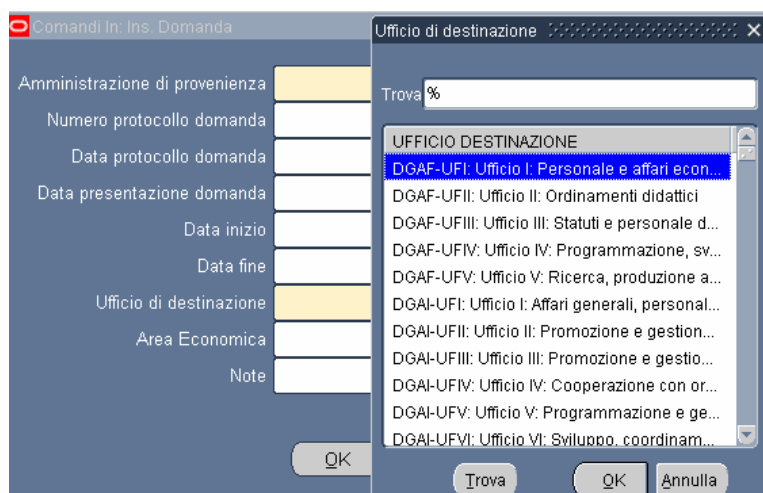 Comandi In: Ins. Domanda
Amministrazione di provenienza
Numero protocollo domanda
Data protocollo domanda
Data presentazione domanda
Data inizio
Data fine
Ufficio di destinazione
Area Economica
Note
OK
Ufficio di destinazione
Trova %
UFFICIO DESTINAZIONE
DGAF-UFI: Ufficio I: Personale e affari econ...
DGAF-UFII: Ufficio II: Ordinamenti didattici
DGAF-UFIII: Ufficio III: Statuti e personale d...
DGAF-UFIV: Ufficio IV: Programmazione, sv...
DGAF-UFV: Ufficio V: Ricerca, produzione a...
DGAI-UFI: Ufficio I: Affari generali, personal...
DGAI-UFII: Ufficio II: Promozione e gestion...
DGAI-UFIII: Ufficio III: Promozione e gestio...
DGAI-UFIV: Ufficio IV: Cooperazione con or...
DGAI-UFV: Ufficio V: Programmazione e ge...
DGAI-UFVI: Ufficio VI: Sviluppo, coordinam...
Trova OK Annulla